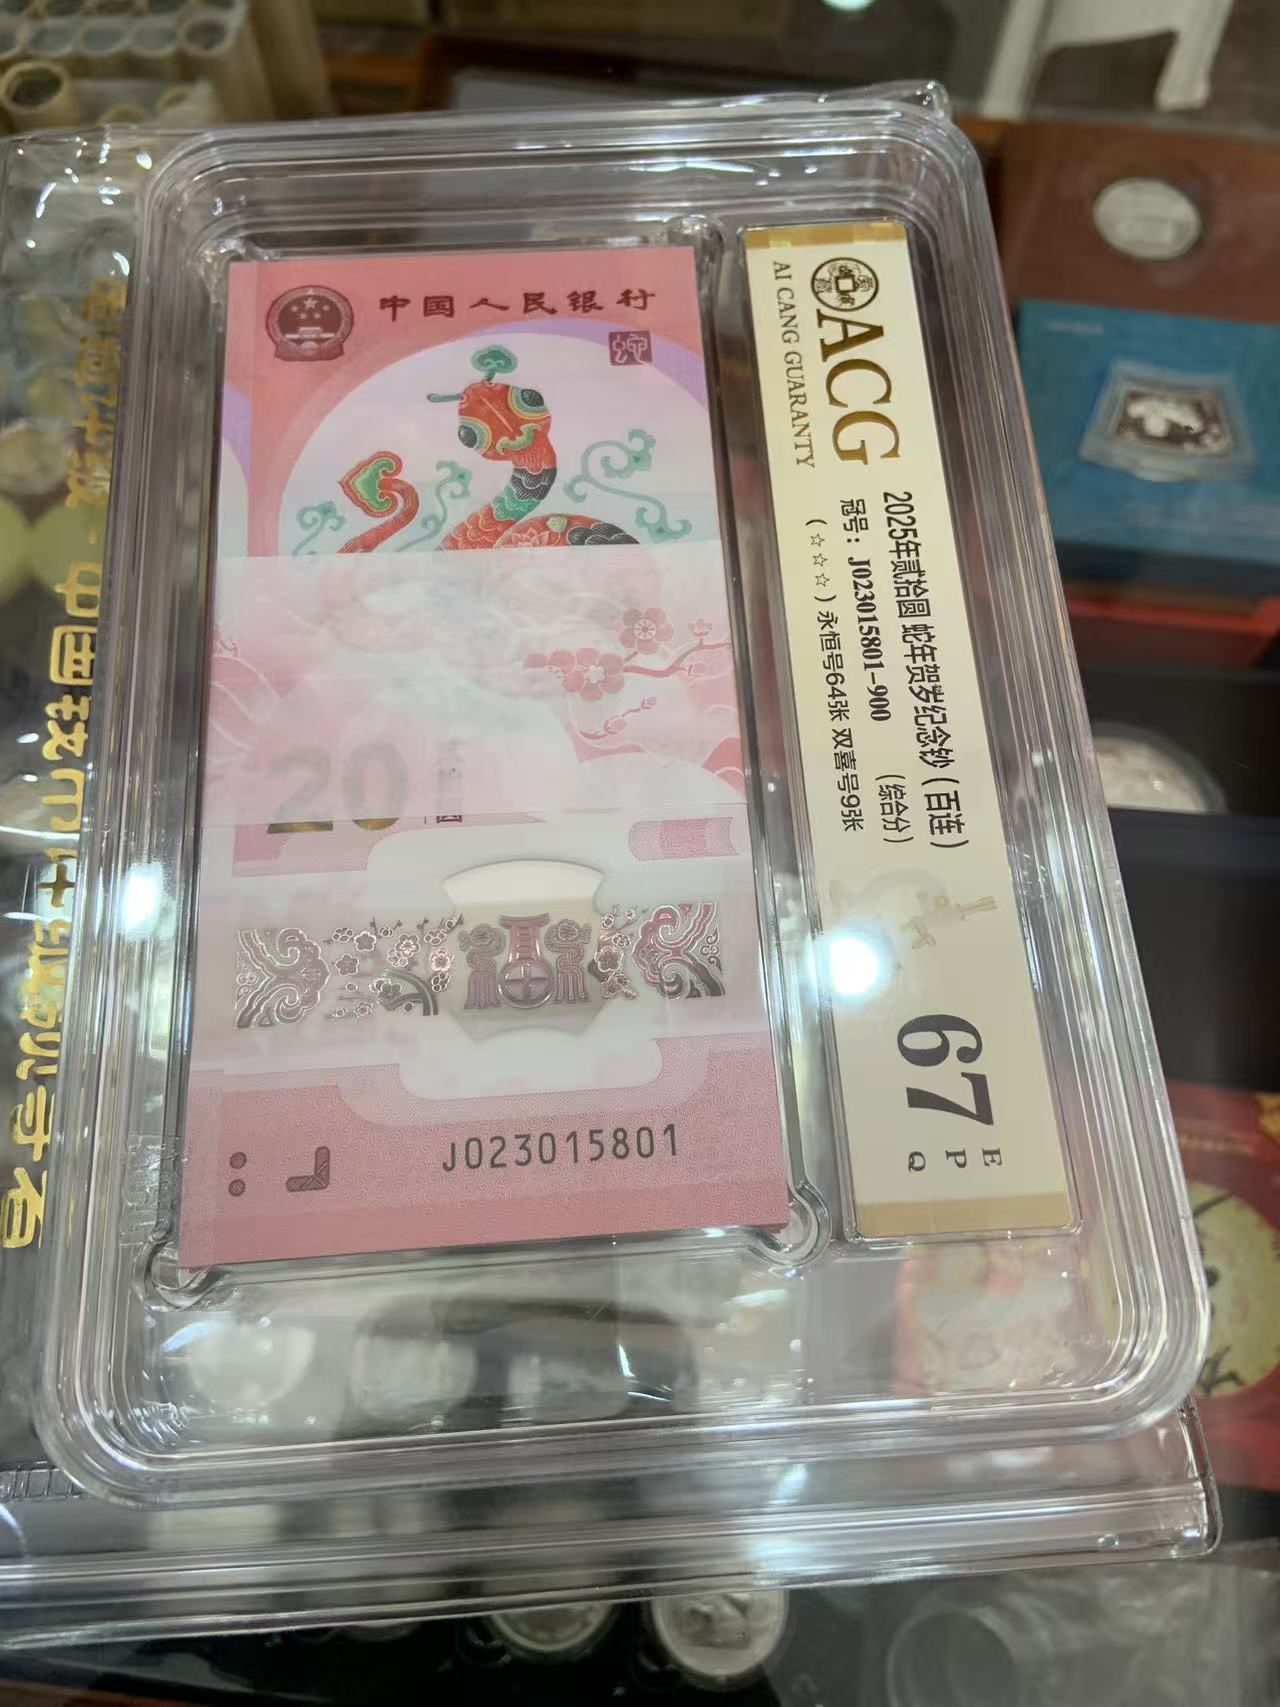 中国人民银行
蛇
20
J023015801
ACG
AI CANG GUARANTY
2025年贰拾圆 蛇年贺岁纪念钞（百连）
冠号：J023015801-900 （综合分）
（☆☆☆）永恒号64张 双喜号9张
67
E
P
Q